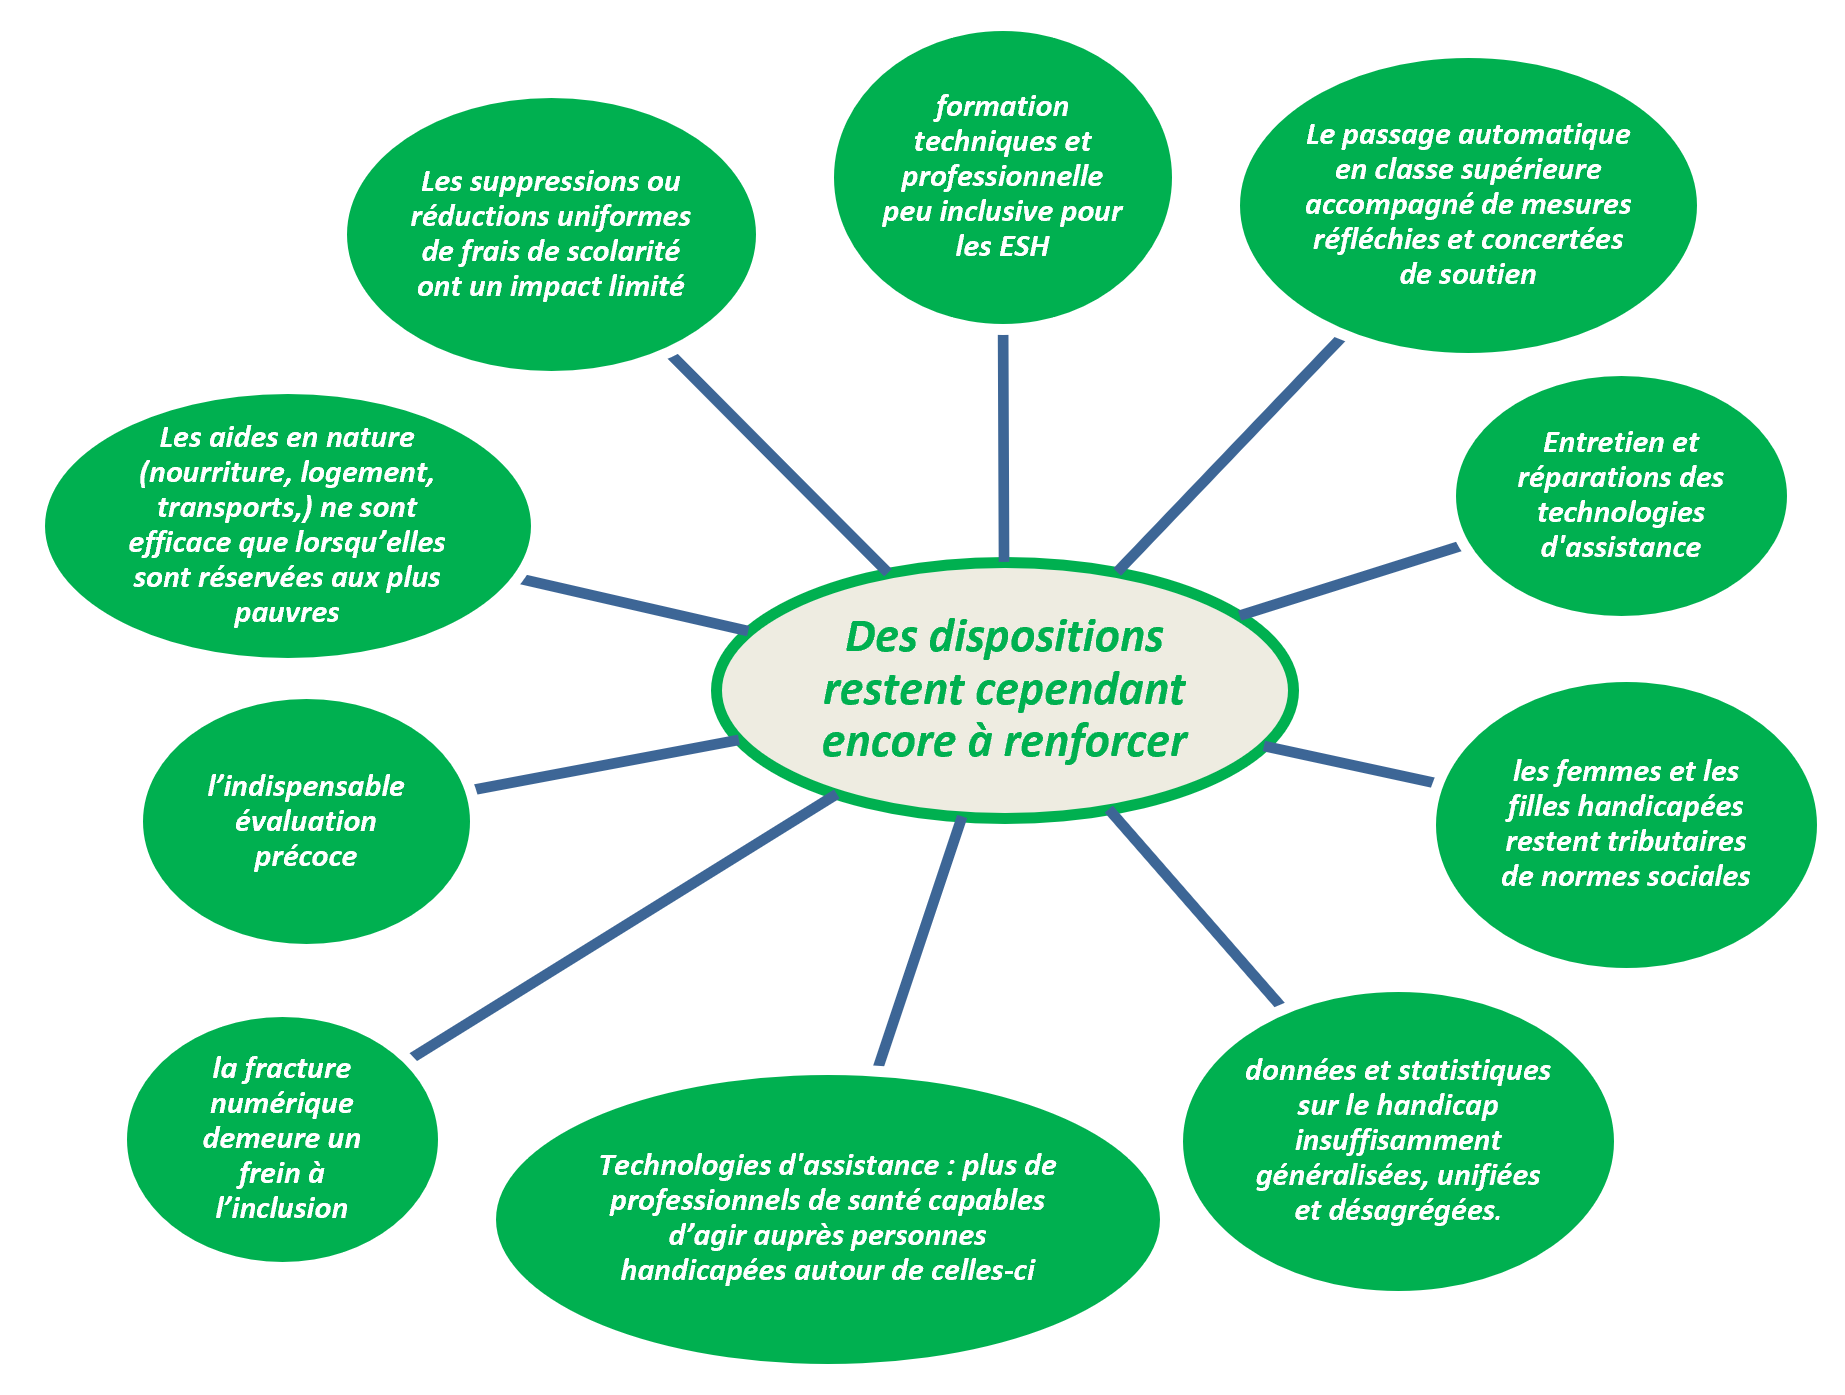 formation
techniques et
professionnelle
peu inclusive pour
les ESH
Le passage automatique
en classe supérieure
accompagné de mesures
réfléchies et concertées
de soutien
Entretien et
réparations des
technologies
d'assistance
les femmes et les
filles handicapées
restent tributaires
de normes sociales
données et statistiques
sur le handicap
insuffisamment
généralisées, unifiées
et désagrégées.
Technologies d'assistance : plus de
professionnels de santé capables
d’agir auprès personnes
handicapées autour de celles-ci
la fracture
numérique
demeure un
frein à
l’inclusion
l’indispensable
évaluation
précoce
Les aides en nature
(nourriture, logement,
transports,) ne sont
efficace que lorsqu’elles
sont réservées aux plus
pauvres
Les suppressions ou
réductions uniformes
de frais de scolarité
ont un impact limité
Des dispositions
restent cependant
encore à renforcer